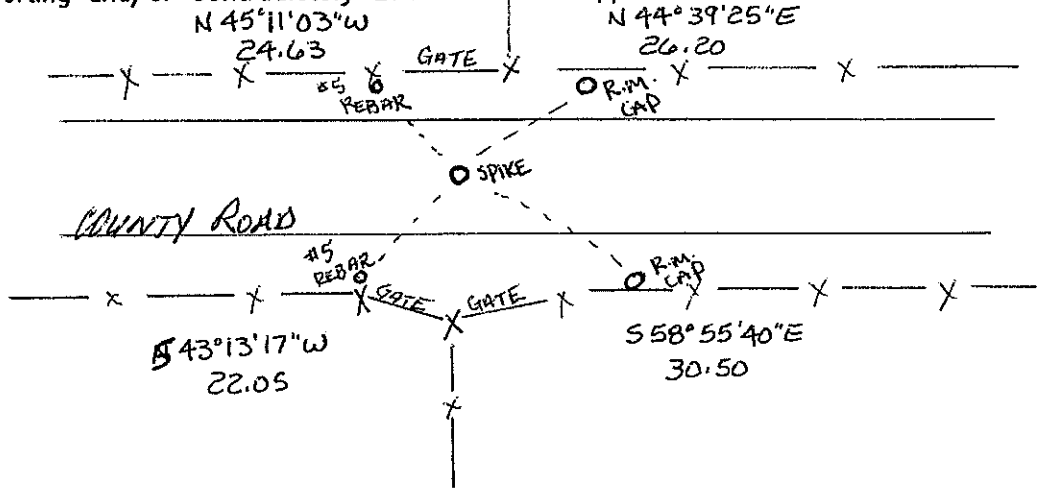 N 45°11'03"W
24.63
N 44°39'25"E
26.20
GATE
#5
REBAR
R.M.
CAP
SPIKE
COUNTY ROAD
#5
REBAR
R.M.
CAP
GATE
GATE
S 43°13'17"W
22.05
S 58°55'40"E
30.50